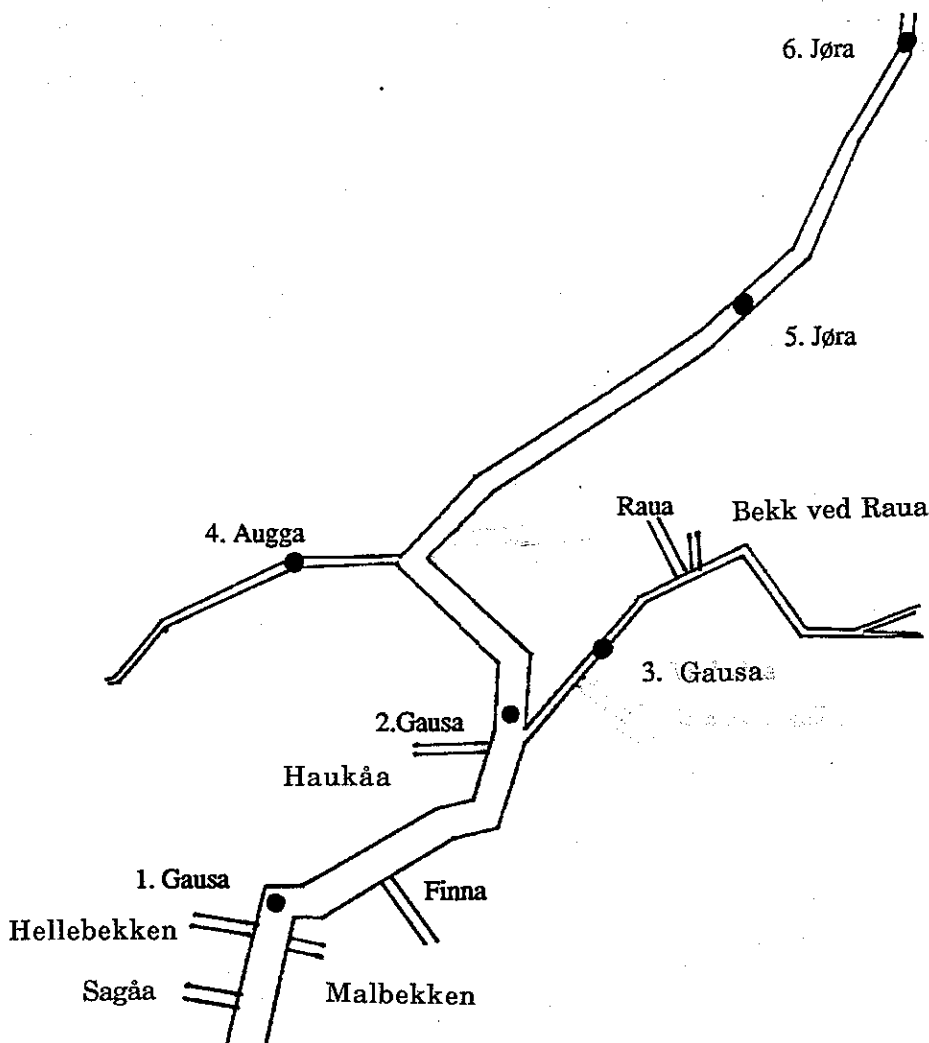 6. Jøra
5. Jøra
Raua
Bekk ved Raua
4. Augga
3. Gausa
2.Gausa
Haukåa
1. Gausa
Finna
Hellebekken
Sagåa
Malbekken